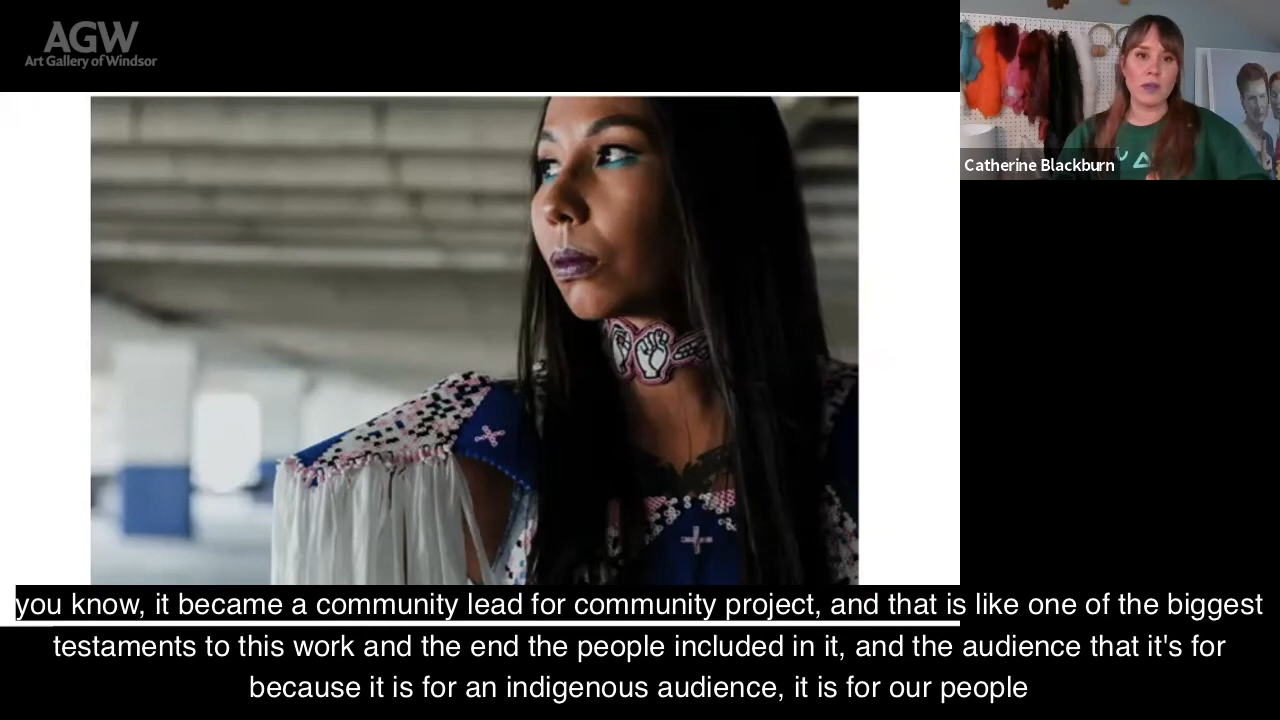 AGW
Art Gallery of Windsor
Catherine Blackburn
you know, it became a community lead for community project, and that is like one of the biggest
testaments to this work and the end the people included in it, and the audience that it's for
because it is for an indigenous audience, it is for our people